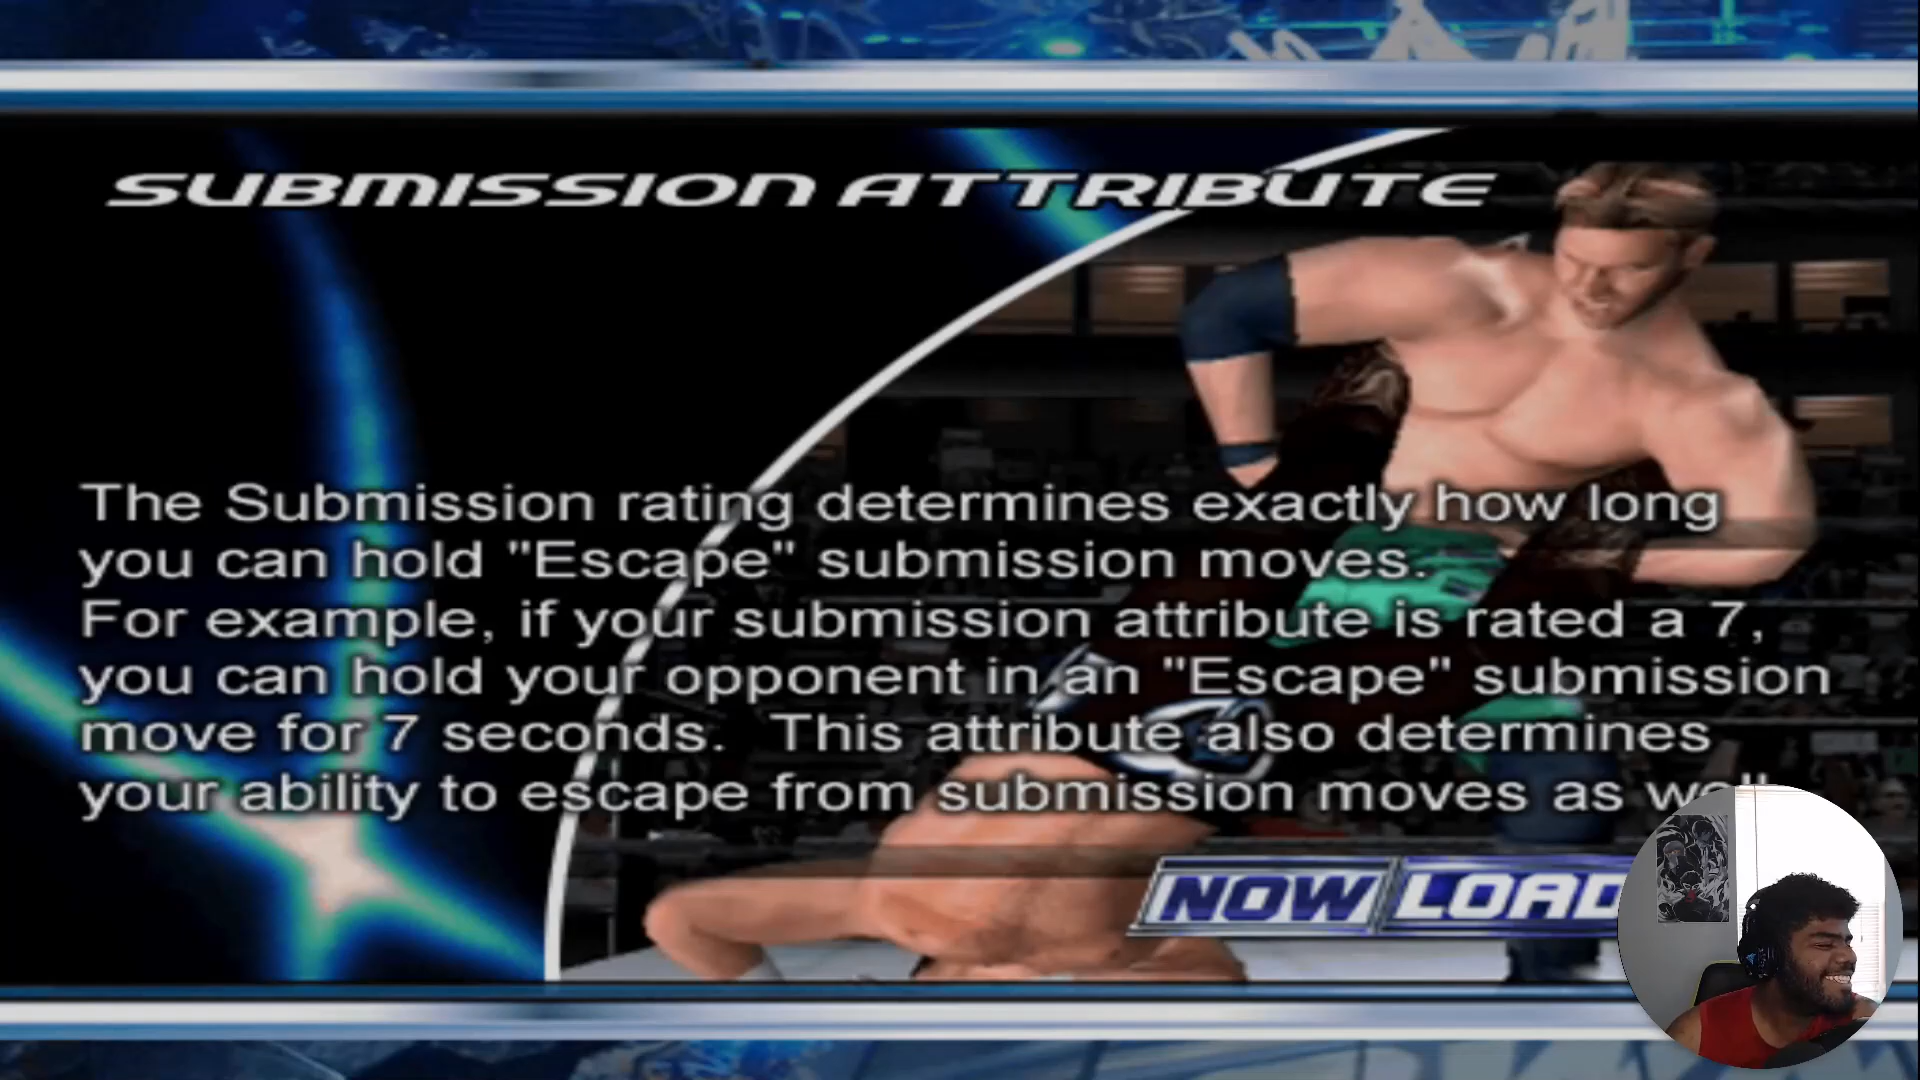 SUBMISSION ATTRIBUTE
The Submission rating determines exactly how long
you can hold "Escape" submission moves.
For example, if your submission attribute is rated a 7,
you can hold your opponent in an "Escape" submission
move for 7 seconds. This attribute also determines
your ability to escape from submission moves as well
NOW LOAD